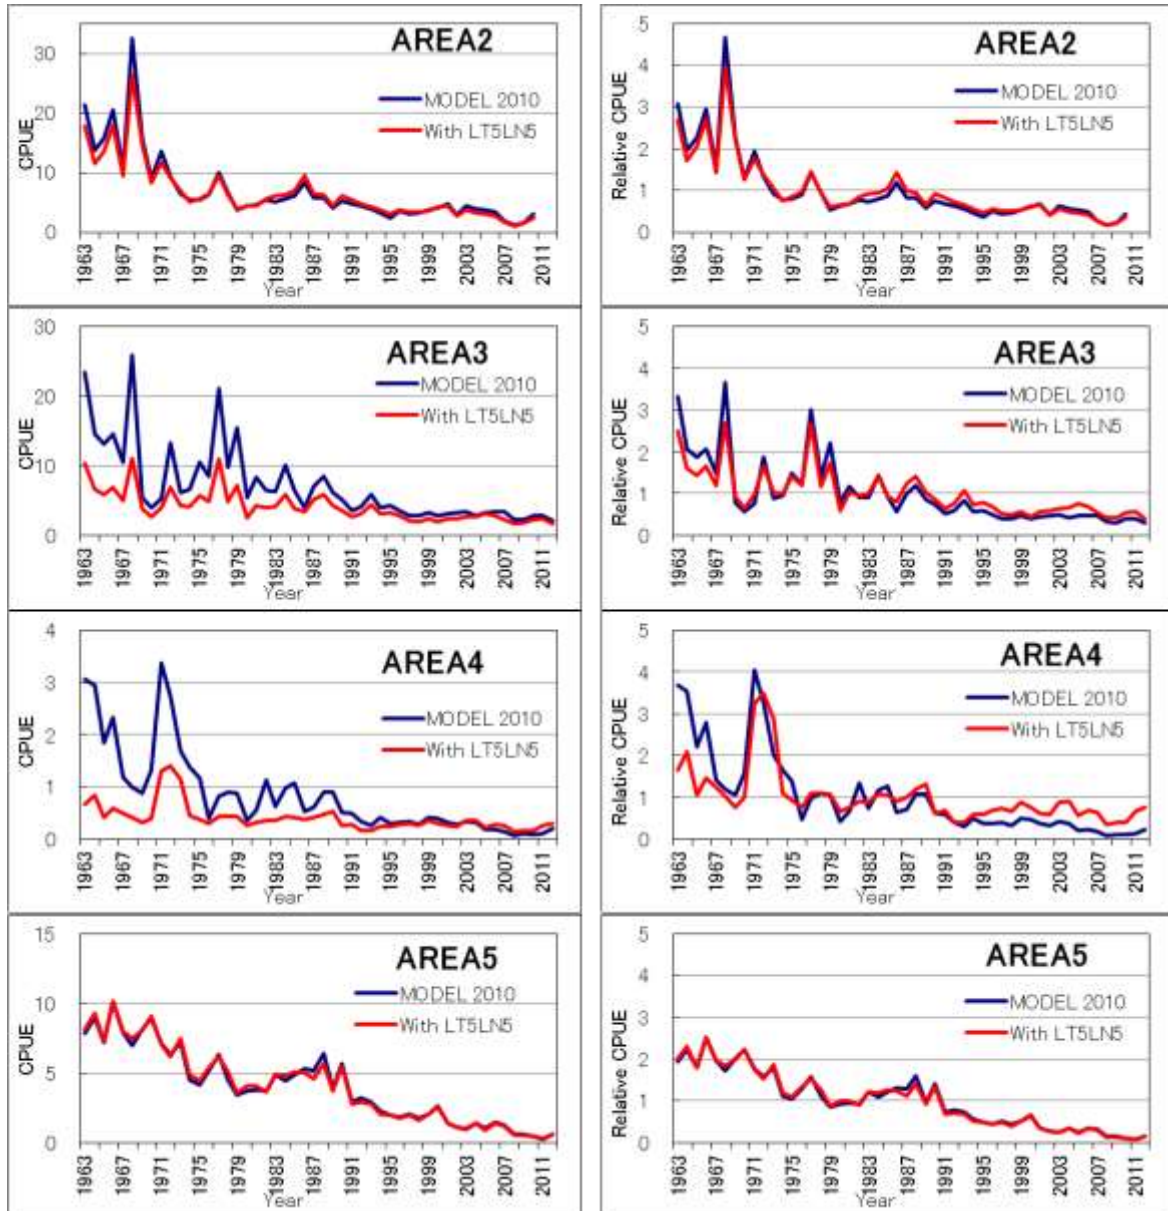 AREA2
CPUE
30
20
10
0
MODEL 2010
With LT5LN5
1963 1967 1971 1975 1979 1983 1987 1991 1995 1999 2003 2007 2011
Year
AREA2
Relative CPUE
5
4
3
2
1
0
MODEL 2010
With LT5LN5
1963 1967 1971 1975 1979 1983 1987 1991 1995 1999 2003 2007 2011
Year
AREA3
CPUE
30
20
10
0
MODEL 2010
With LT5LN5
1963 1967 1971 1975 1979 1983 1987 1991 1995 1999 2003 2007 2011
Year
AREA3
Relative CPUE
5
4
3
2
1
0
MODEL 2010
With LT5LN5
1963 1967 1971 1975 1979 1983 1987 1991 1995 1999 2003 2007 2011
Year
AREA4
CPUE
4
3
2
1
0
MODEL 2010
With LT5LN5
1963 1967 1971 1975 1979 1983 1987 1991 1995 1999 2003 2007 2011
Year
AREA4
Relative CPUE
5
4
3
2
1
0
MODEL 2010
With LT5LN5
1963 1967 1971 1975 1979 1983 1987 1991 1995 1999 2003 2007 2011
Year
AREA5
CPUE
15
10
5
0
MODEL 2010
With LT5LN5
1963 1967 1971 1975 1979 1983 1987 1991 1995 1999 2003 2007 2011
Year
AREA5
Relative CPUE
5
4
3
2
1
0
MODEL 2010
With LT5LN5
1963 1967 1971 1975 1979 1983 1987 1991 1995 1999 2003 2007 2011
Year